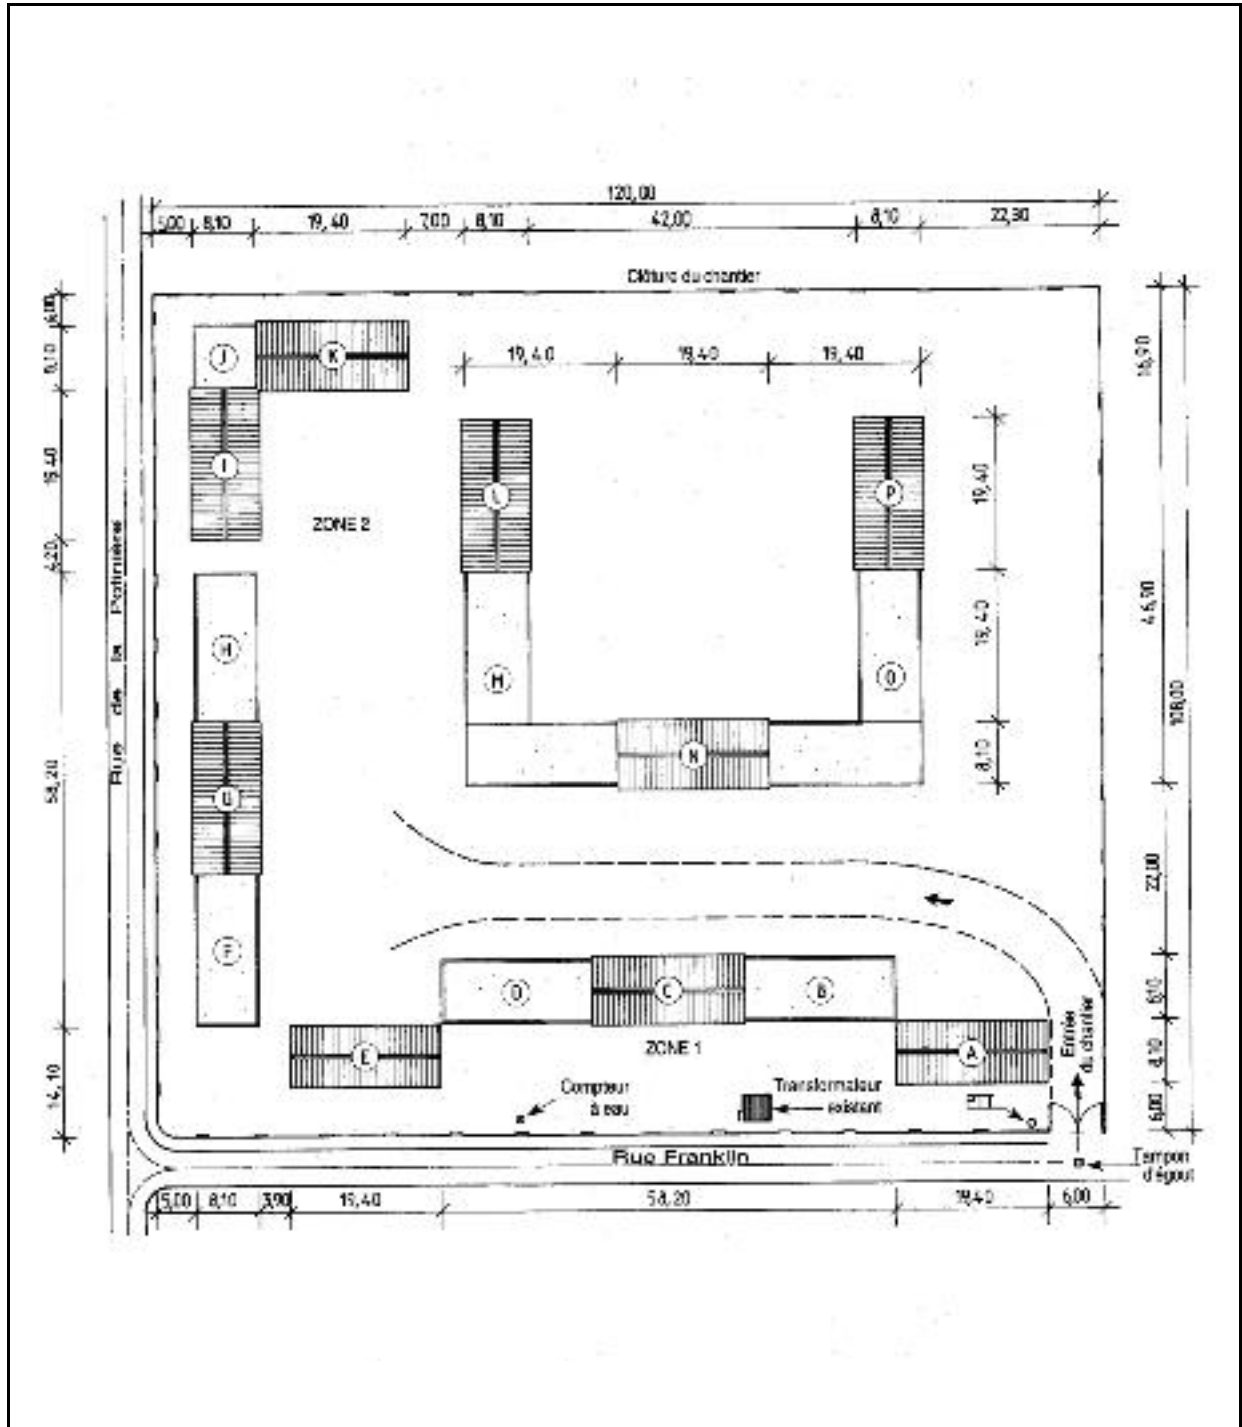 120,00
5,00 8,10 19,40 7,00 8,10 42,00 8,10 22,30
Clôture du chantier
J K
19,40 19,40 19,40
16,90
I L P
19,40
19,40
4,20
ZONE 2
Rue de la
H M O
19,40
46,90
108,00
58,20
G N
8,10
22,00
F
D C B
E A
ZONE 1
8,10
Entrée
du chantier
14,10
Compteur
à eau
Transformateur
existant
6,00
Rue Franklin
Tampon
d'égout
5,00 8,10 3,90 19,40 58,20 19,40 6,00